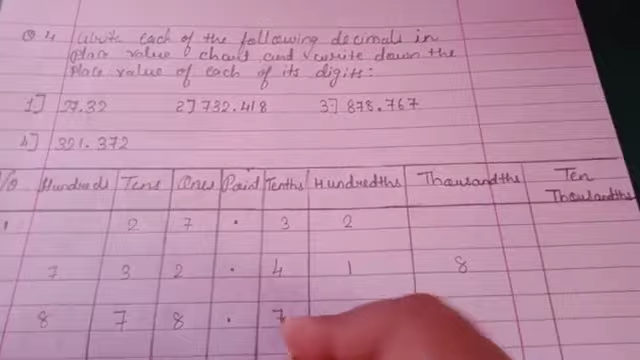 Q 4 Write each of the following decimals in
place value chart and write down the
place value of each of its digits:
1] 27.32 2] 732.418 3] 878.767
4] 321.372
Hundreds Tens Ones Point Tenths Hundredths Thousandths Ten Thousandths
2 7 . 3 2
7 3 2 . 4 1 8
8 7 8 . 7